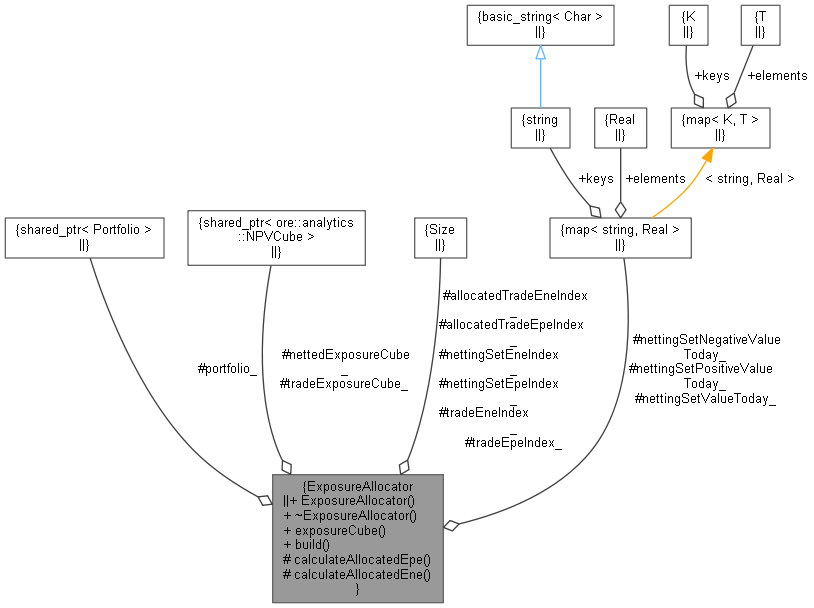 {basic_string< Char >
||}
{K
||}
{T
||}
+keys
+elements
{string
||}
{Real
||}
{map< K, T >
||}
+keys
+elements
< string, Real >
{shared_ptr< Portfolio >
||}
{shared_ptr< ore::analytics
::NPVCube >
||}
{Size
||}
{map< string, Real >
||}
#portfolio_
#nettedExposureCube
_
#tradeExposureCube_
#allocatedTradeEneIndex
_
#allocatedTradeEpeIndex
_
#nettingSetEneIndex
_
#nettingSetEpeIndex
_
#tradeEneIndex
_
#tradeEpeIndex_
#nettingSetNegativeValue
Today_
#nettingSetPositiveValue
Today_
#nettingSetValueToday_
{ExposureAllocator
||+ ExposureAllocator()
+ ~ExposureAllocator()
+ exposureCube()
+ build()
# calculateAllocatedEpe()
# calculateAllocatedEne()
}